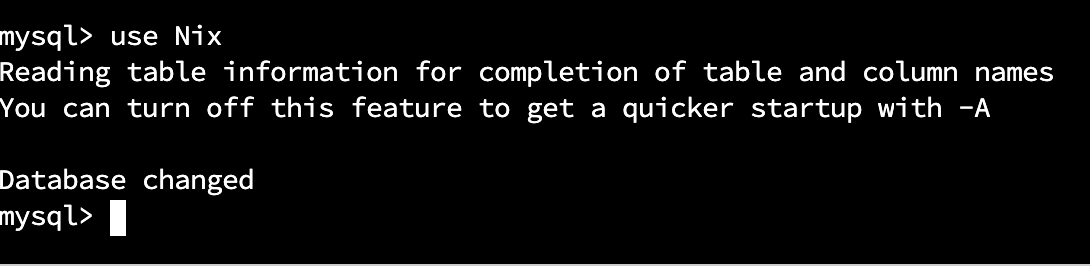 mysql> use Nix
Reading table information for completion of table and column names
You can turn off this feature to get a quicker startup with -A
Database changed
mysql>